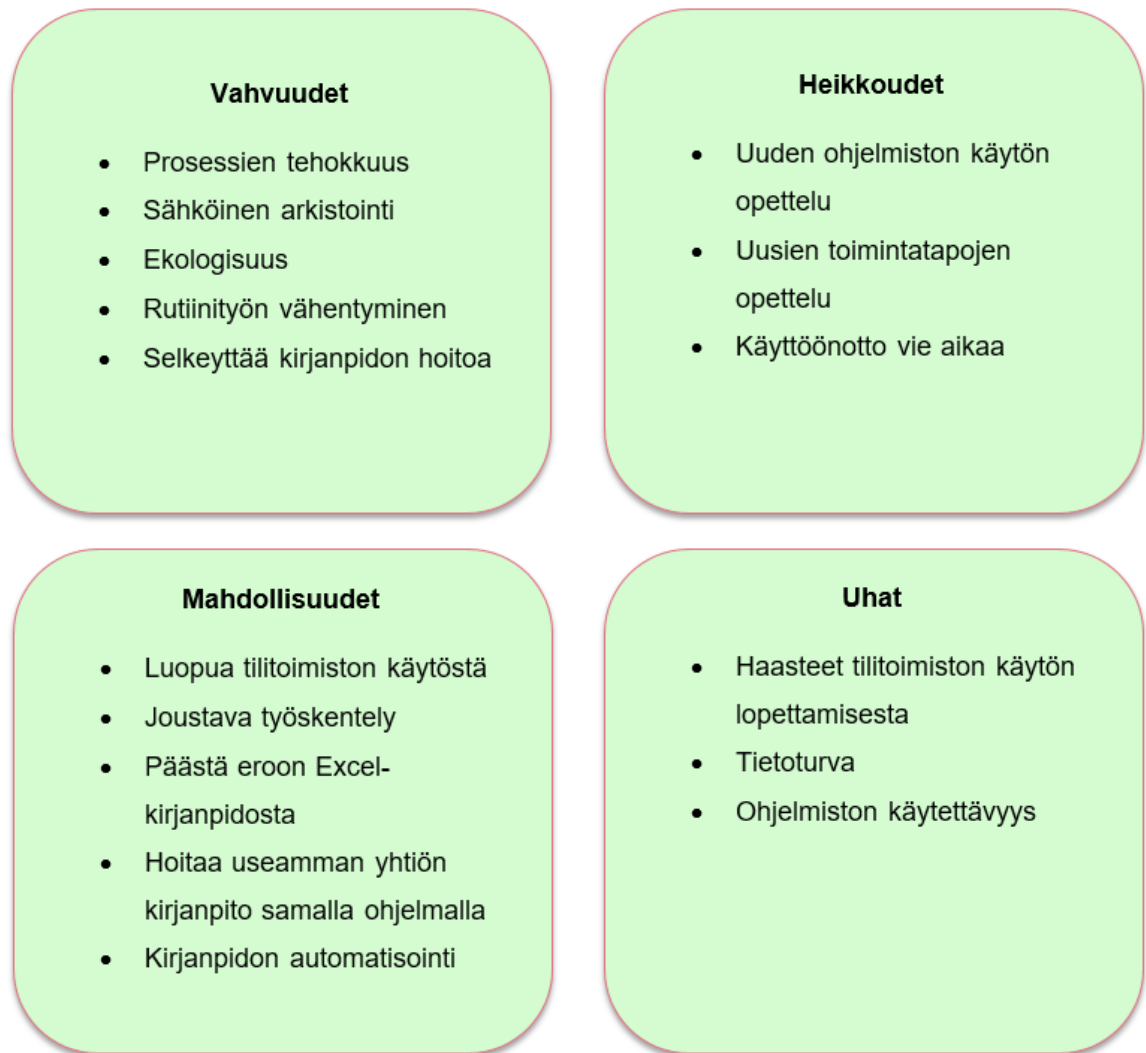 Vahvuudet
• Prosessien tehokkuus
• Sähköinen arkistointi
• Ekologisuus
• Rutiinityön vähentyminen
• Selkeyttää kirjanpidon hoitoa
Heikkoudet
• Uuden ohjelmiston käytön
opettelu
• Uusien toimintatapojen
opettelu
• Käyttöönotto vie aikaa
Mahdollisuudet
• Luopua tilitoimiston käytöstä
• Joustava työskentely
• Päästä eroon Excel-
kirjanpidosta
• Hoitaa useamman yhtiön
kirjanpito samalla ohjelmalla
• Kirjanpidon automatisointi
Uhat
• Haasteet tilitoimiston käytön
lopettamisesta
• Tietoturva
• Ohjelmiston käytettävyys